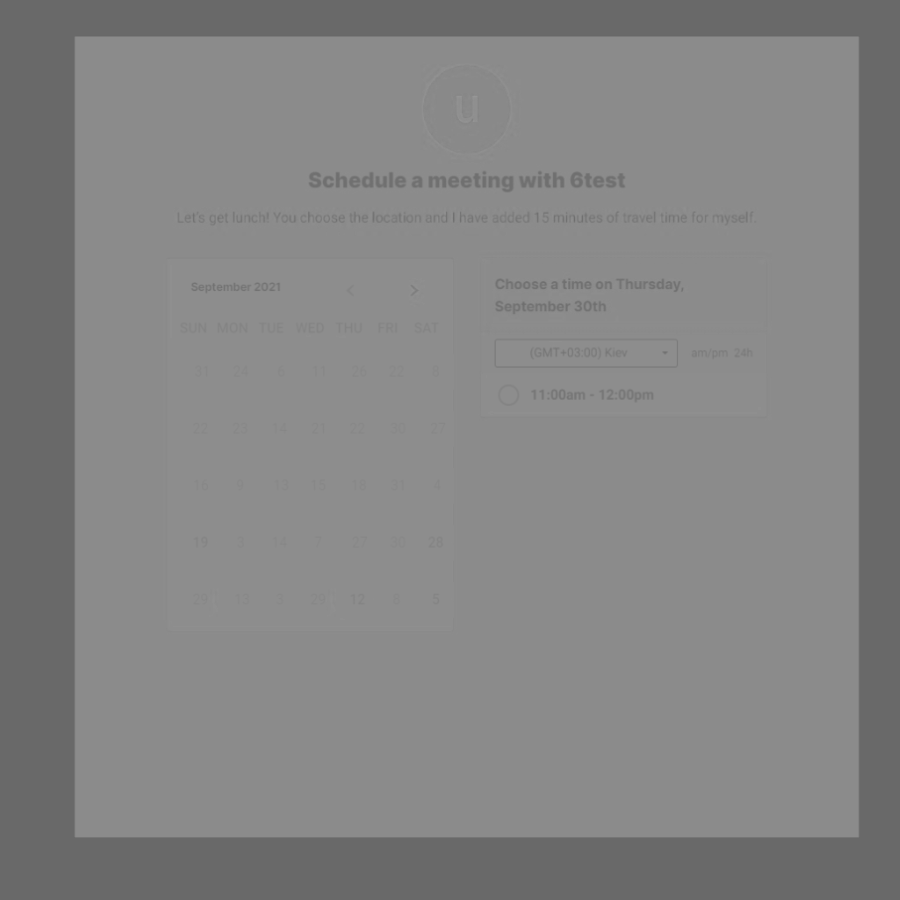 u
Schedule a meeting with 6test
Let's get lunch! You choose the location and I have added 15 minutes of travel time for myself.
September 2021
SUN MON TUE WED THU FRI SAT
31 24 6 11 26 22 8
22 23 14 21 22 30 27
16 9 13 15 18 31 4
19 8 14 7 27 30 28
29 13 5 29 12 6 5
Choose a time on Thursday,
September 30th
(GMT+03:00) Kiev am/pm 24h
11:00am - 12:00pm